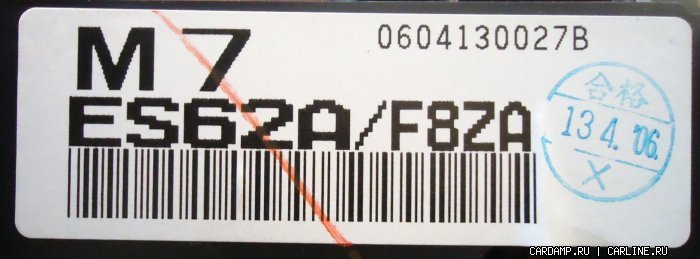 M 7
0604130027B
ES62A/F8ZA
合格
13 4. '06.
X
CARDAMP.RU | CARLINE.RU